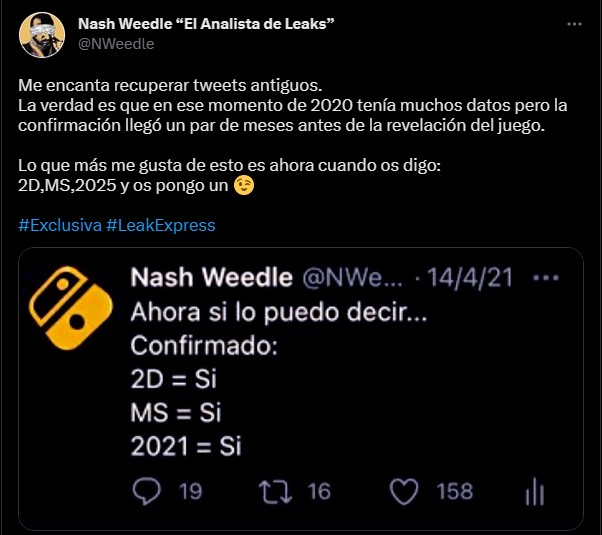 Nash Weedle “El Analista de Leaks”
@NWeedle
Me encanta recuperar tweets antiguos.
La verdad es que en ese momento de 2020 tenía muchos datos pero la
confirmación llegó un par de meses antes de la revelación del juego.
Lo que más me gusta de esto es ahora cuando os digo:
2D,MS,2025 y os pongo un 😉
#Exclusiva #LeakExpress
Nash Weedle @NWe... · 14/4/21
Ahora si lo puedo decir...
Confirmado:
2D = Si
MS = Si
2021 = Si
19 16 158